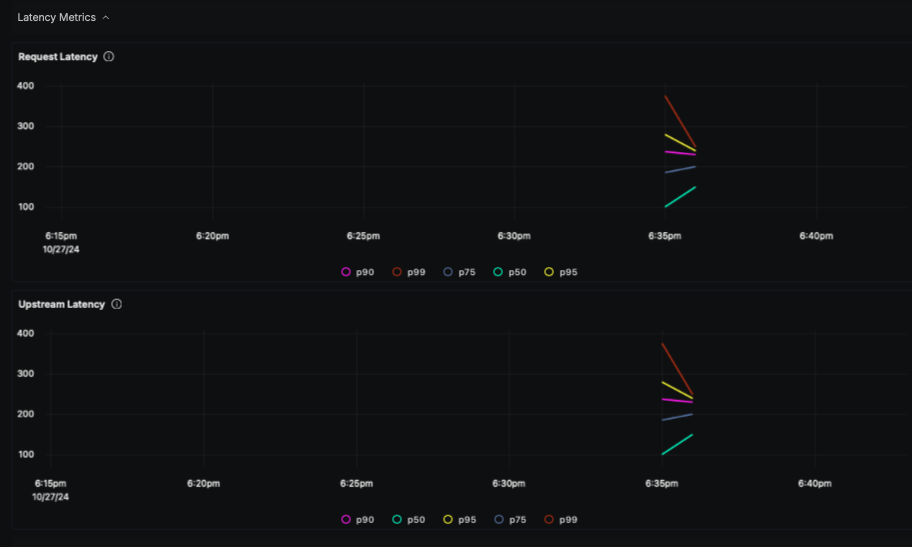 Latency Metrics
Request Latency
400
300
200
100
6:15pm 6:20pm 6:25pm 6:30pm 6:35pm 6:40pm
10/27/24
p90 p99 p75 p50 p95
Upstream Latency
400
300
200
100
6:15pm 6:20pm 6:25pm 6:30pm 6:35pm 6:40pm
10/27/24
p90 p50 p95 p75 p99